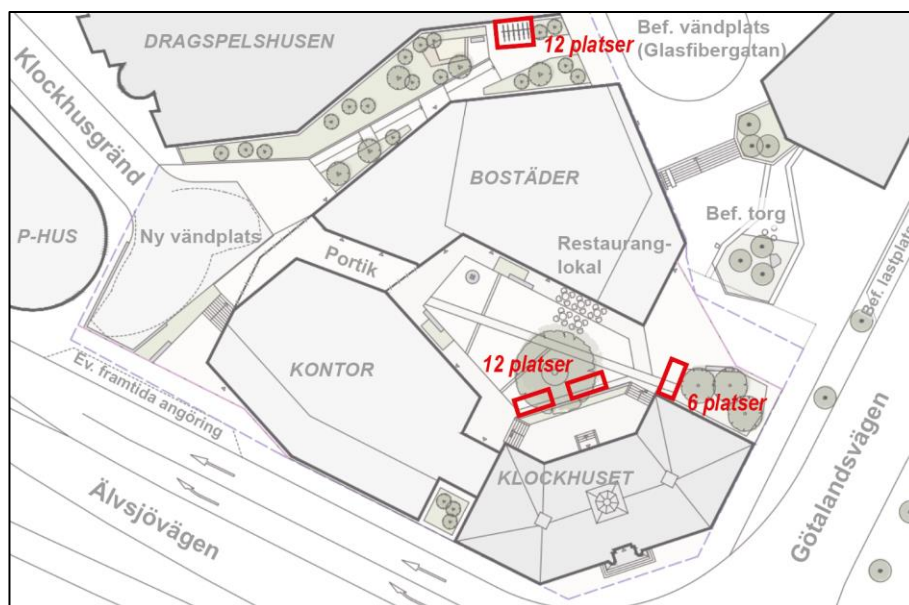 DRAGSPELSHUSEN
12 platser
Bef. vändplats
(Glasfibergatan)
Klockhusgränd
BOSTÄDER
P-HUS
Ny vändplats
Bef. torg
Restaurang-
lokal
Portik
Bef. lastplats
12 platser
KONTOR
6 platser
Ev. framtida
angöring
KLOCKHUSET
Älvsjövägen
Götalandsvägen